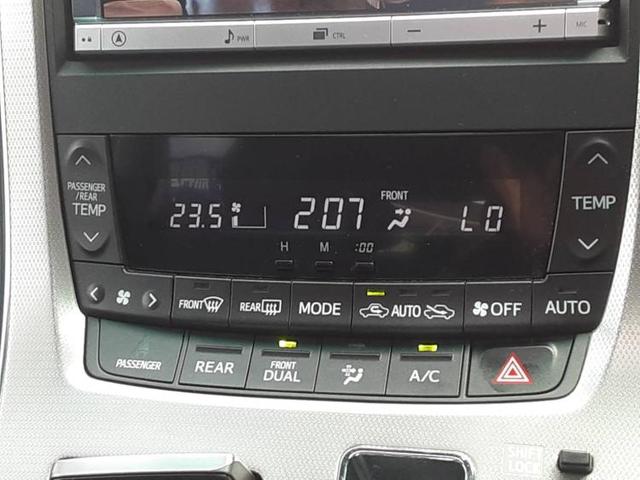 PWR CTRL − + MIC
PASSENGER
/REAR
TEMP
23.5 207 FRONT LO
TEMP
H M :00
FRONT REAR MODE AUTO OFF AUTO
PASSENGER REAR FRONT DUAL A/C
SHIFT
LOCK